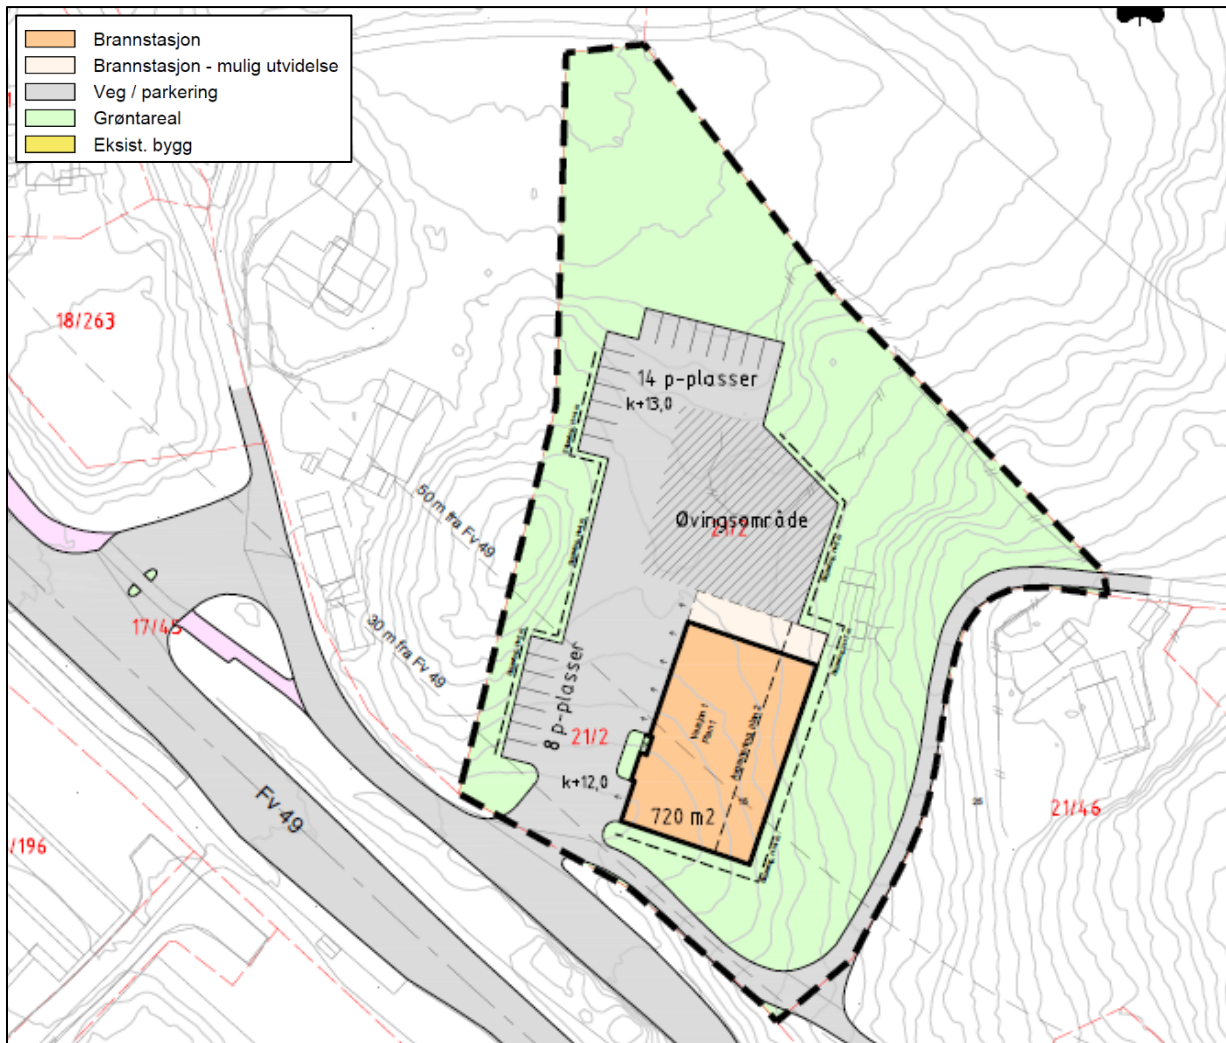 Brannstasjon
Brannstasjon - mulig utvidelse
Veg / parkering
Grøntareal
Eksist. bygg
18/263
14 p-plasser
k+13,0
50 m fra Fv 49
Øvingsområde
21/2
17/45
30 m fra Fv 49
8 p-plasser
21/2
k+12,0
720 m2
Fv 49
21/46
/196